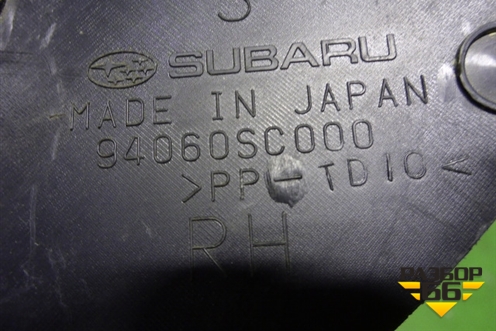 SUBARU
MADE IN JAPAN
94060SC000
>PP-TD10<
RH
РАЗБОР
66